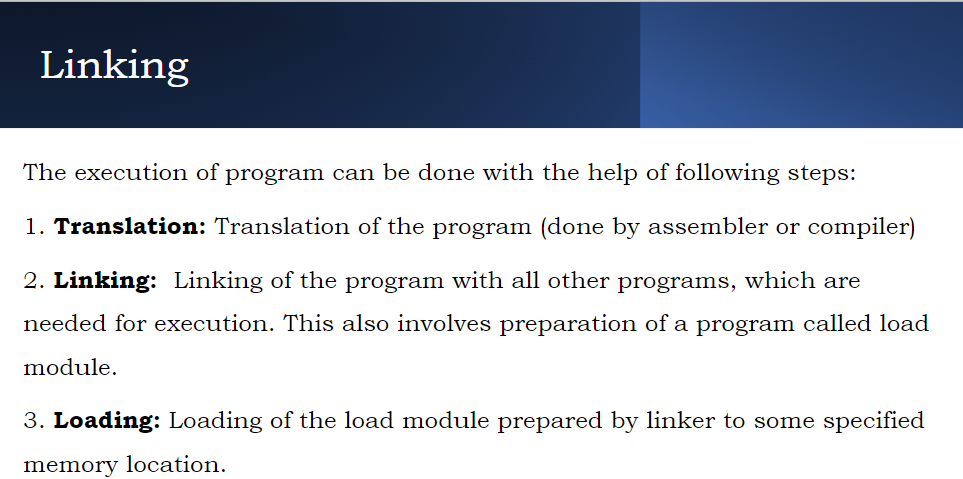 Linking
The execution of program can be done with the help of following steps:
1. Translation: Translation of the program (done by assembler or compiler)
2. Linking: Linking of the program with all other programs, which are
needed for execution. This also involves preparation of a program called load
module.
3. Loading: Loading of the load module prepared by linker to some specified
memory location.